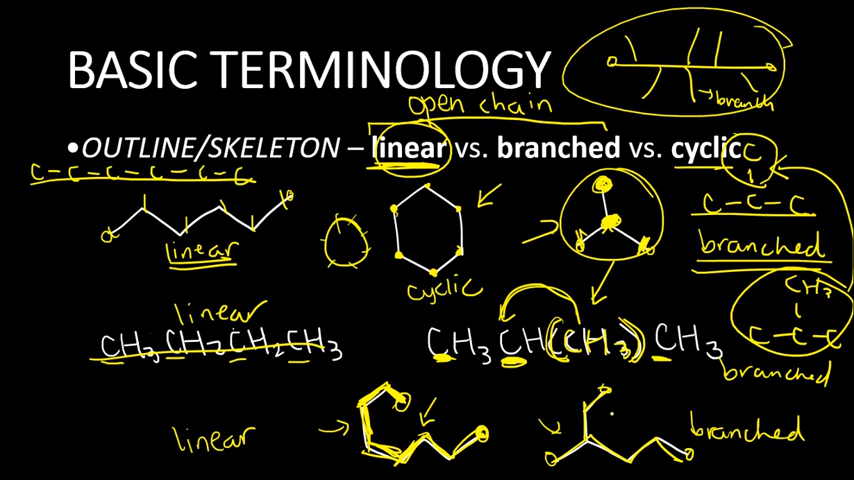 BASIC TERMINOLOGY
→branch
open chain
•OUTLINE/SKELETON – linear vs. branched vs. cyclic
C-C-C-C-C-C
C
C-C-C
linear
branched
cyclic
CH3
linear
C-C-C
CH3CH2CH2CH3
CH3CH(CH3)CH3
branched
linear
branched